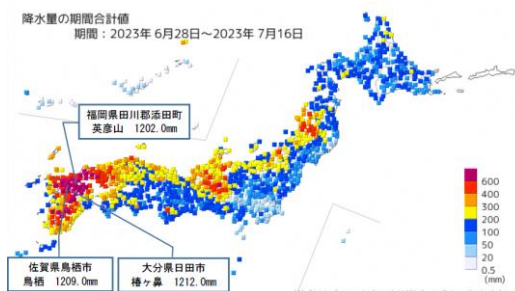 降水量の期間合計値
期間：2023年 6月28日～2023年 7月16日
福岡県田川郡添田町
英彦山 1202.0mm
佐賀県鳥栖市
鳥栖 1209.0mm
大分県日田市
椿ヶ鼻 1212.0mm
600
400
300
200
100
50
20
0.5
(mm)